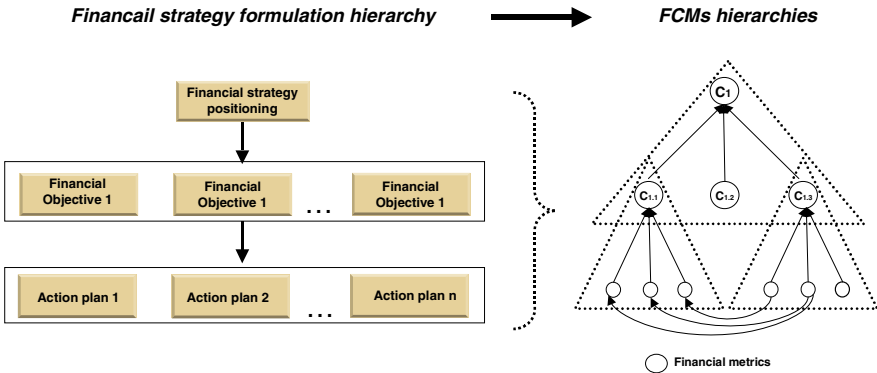 Financail strategy formulation hierarchy
FCMs hierarchies
Financial strategy
positioning
Financial
Objective 1
Financial
Objective 1
...
Financial
Objective 1
Action plan 1
Action plan 2
...
Action plan n
C1
C1.1
C1.2
C1.3
Financial metrics